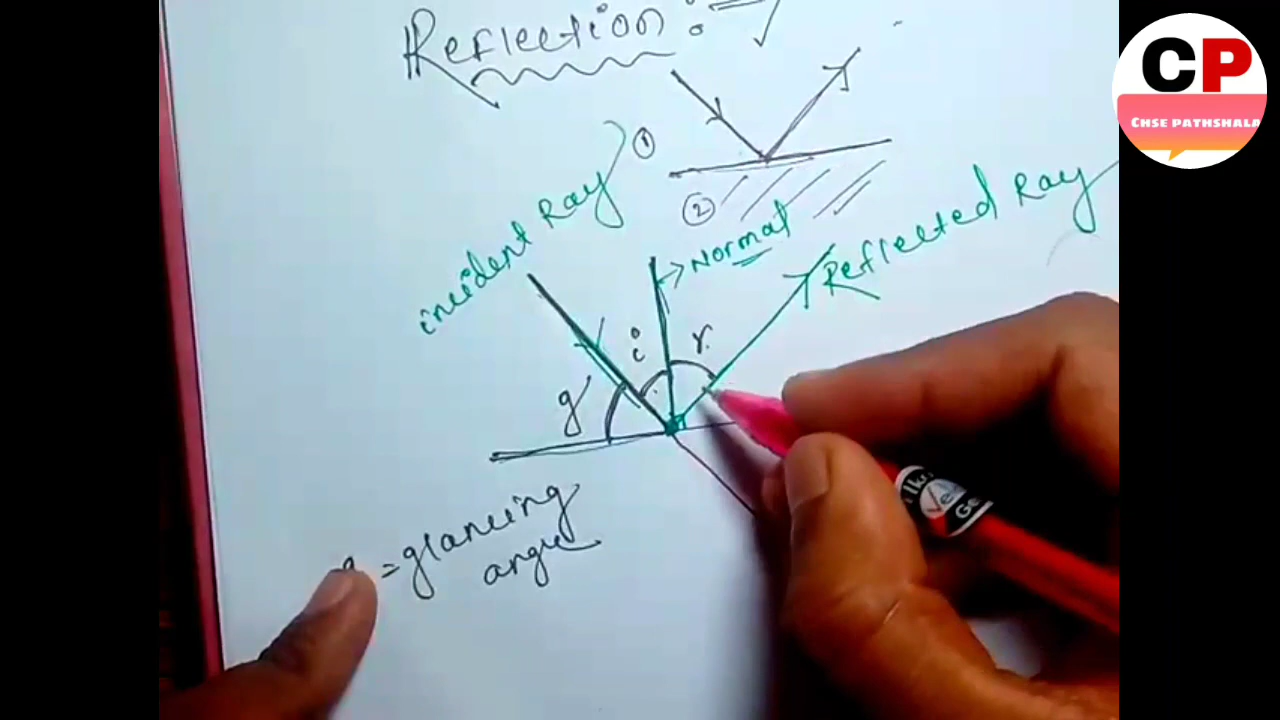 Reflection:
CP
CHSE PATHSHALA
①
②
incident Ray
Normal
Reflected Ray
i
r
g
= glancing
angle